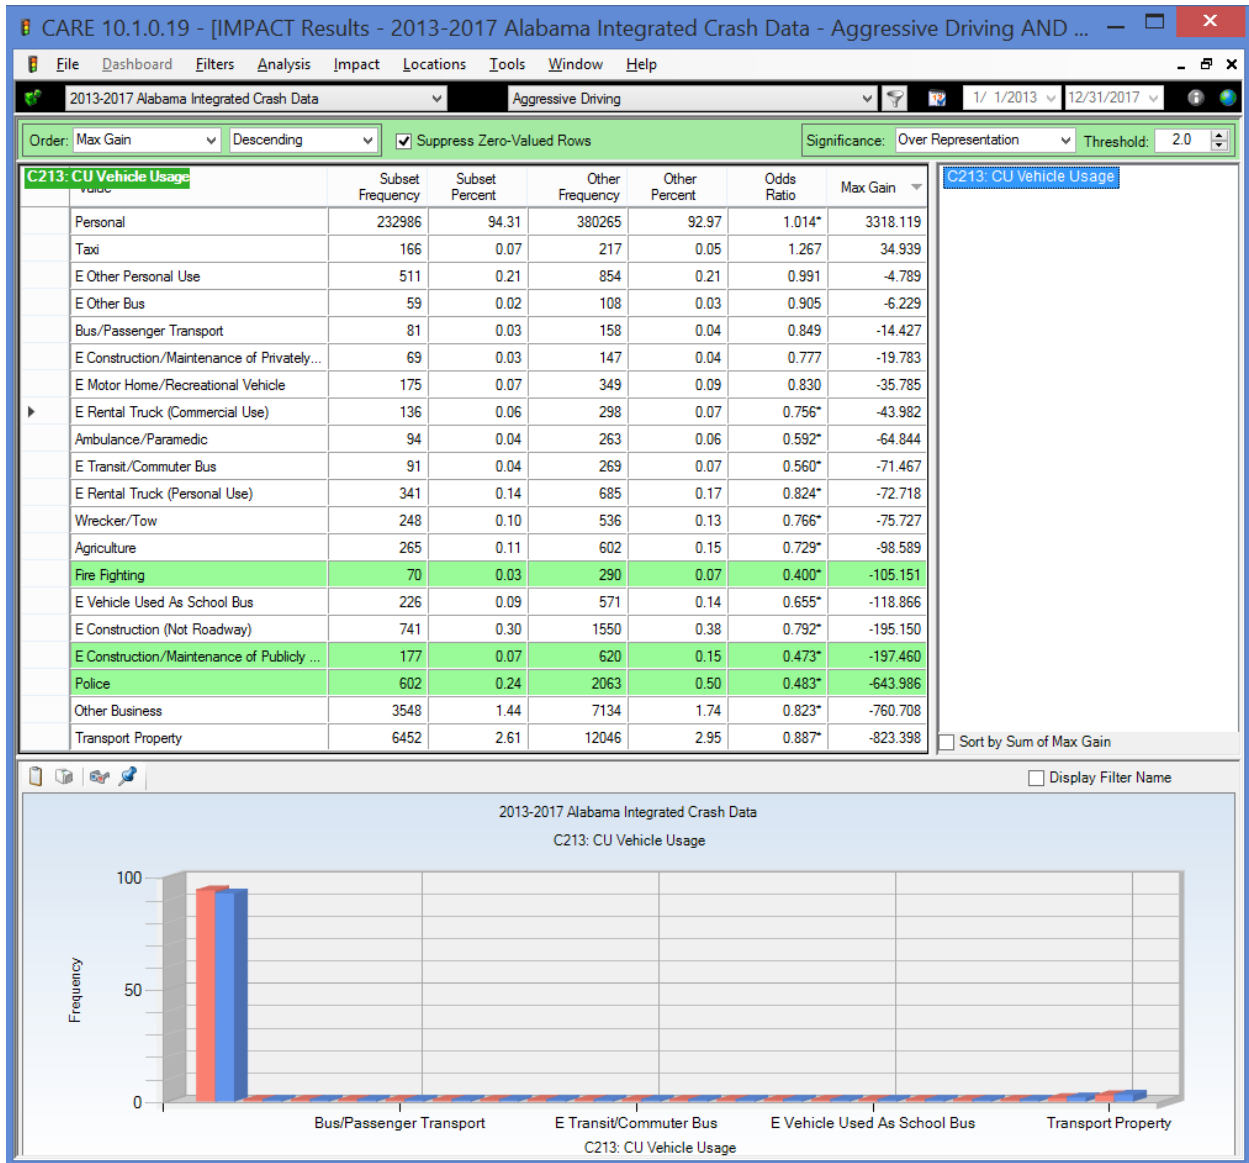 CARE 10.1.0.19 - [IMPACT Results - 2013-2017 Alabama Integrated Crash Data - Aggressive Driving AND ...
File Dashboard Filters Analysis Impact Locations Tools Window Help
2013-2017 Alabama Integrated Crash Data Aggressive Driving 1/ 1/2013 12/31/2017
Order: Max Gain Descending Suppress Zero-Valued Rows Significance: Over Representation Threshold: 2.0
C213: CU Vehicle Usage
Value Subset Frequency Subset Percent Other Frequency Other Percent Odds Ratio Max Gain
C213: CU Vehicle Usage
Personal 232986 94.31 380265 92.97 1.014* 3318.119
Taxi 166 0.07 217 0.05 1.267 34.939
E Other Personal Use 511 0.21 854 0.21 0.991 -4.789
E Other Bus 59 0.02 108 0.03 0.905 -6.229
Bus/Passenger Transport 81 0.03 158 0.04 0.849 -14.427
E Construction/Maintenance of Privately... 69 0.03 147 0.04 0.777 -19.783
E Motor Home/Recreational Vehicle 175 0.07 349 0.09 0.830 -35.785
E Rental Truck (Commercial Use) 136 0.06 298 0.07 0.756* -43.982
Ambulance/Paramedic 94 0.04 263 0.06 0.592* -64.844
E Transit/Commuter Bus 91 0.04 269 0.07 0.560* -71.467
E Rental Truck (Personal Use) 341 0.14 685 0.17 0.824* -72.718
Wrecker/Tow 248 0.10 536 0.13 0.766* -75.727
Agriculture 265 0.11 602 0.15 0.729* -98.589
Fire Fighting 70 0.03 290 0.07 0.400* -105.151
E Vehicle Used As School Bus 226 0.09 571 0.14 0.655* -118.866
E Construction (Not Roadway) 741 0.30 1550 0.38 0.792* -195.150
E Construction/Maintenance of Publicly ... 177 0.07 620 0.15 0.473* -197.460
Police 602 0.24 2063 0.50 0.483* -643.986
Other Business 3548 1.44 7134 1.74 0.823* -760.708
Transport Property 6452 2.61 12046 2.95 0.887* -823.398
Sort by Sum of Max Gain
Display Filter Name
2013-2017 Alabama Integrated Crash Data
C213: CU Vehicle Usage
100
50
0
Frequency
Bus/Passenger Transport E Transit/Commuter Bus E Vehicle Used As School Bus Transport Property
C213: CU Vehicle Usage